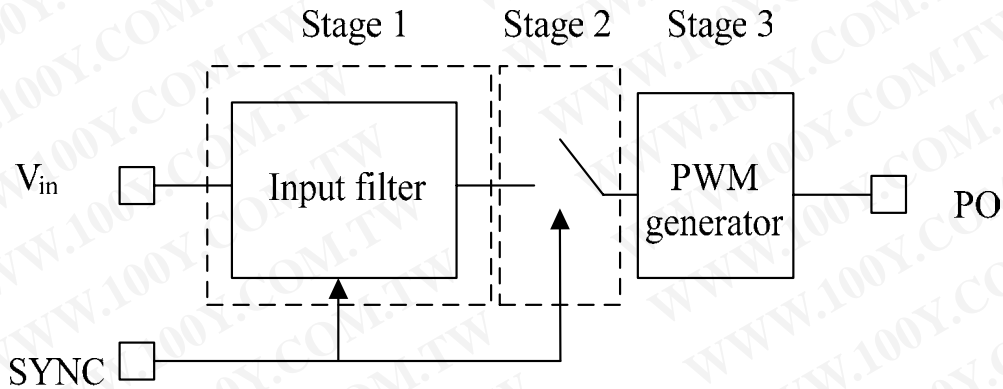 Stage 1
Stage 2
Stage 3
Vin
Input filter
PWM
generator
PO
SYNC
WWW.100Y.COM.TW